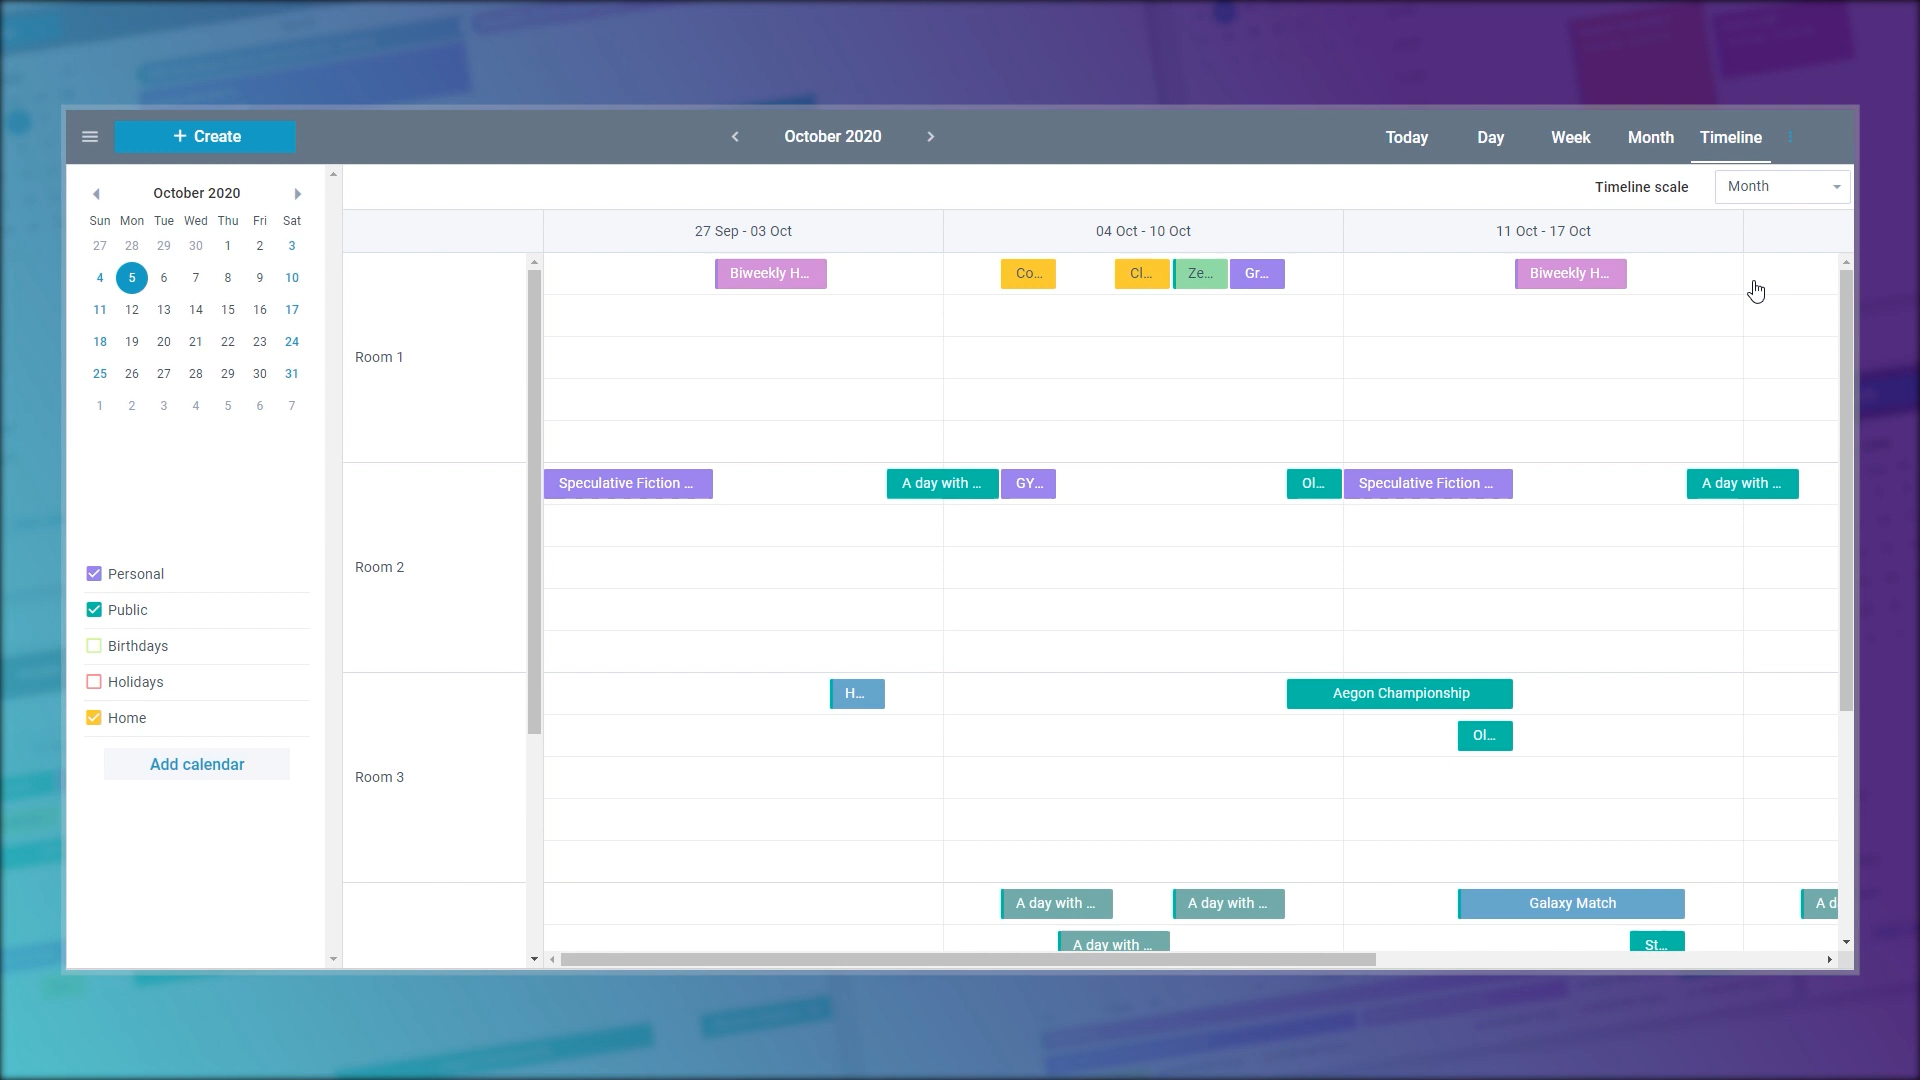 + Create
October 2020
Today Day Week Month Timeline
October 2020
Sun Mon Tue Wed Thu Fri Sat
27 28 29 30 1 2 3
4 5 6 7 8 9 10
11 12 13 14 15 16 17
18 19 20 21 22 23 24
25 26 27 28 29 30 31
1 2 3 4 5 6 7
Personal
Public
Birthdays
Holidays
Home
Add calendar
Timeline scale Month
27 Sep - 03 Oct 04 Oct - 10 Oct 11 Oct - 17 Oct
Biweekly H... Co... Cl... Ze... Gr... Biweekly H...
Room 1
Speculative Fiction ... A day with ... GY... Ol... Speculative Fiction ... A day with ...
Room 2
H... Aegon Championship
Ol...
Room 3
A day with ... A day with ... Galaxy Match A d
A day with ... St...